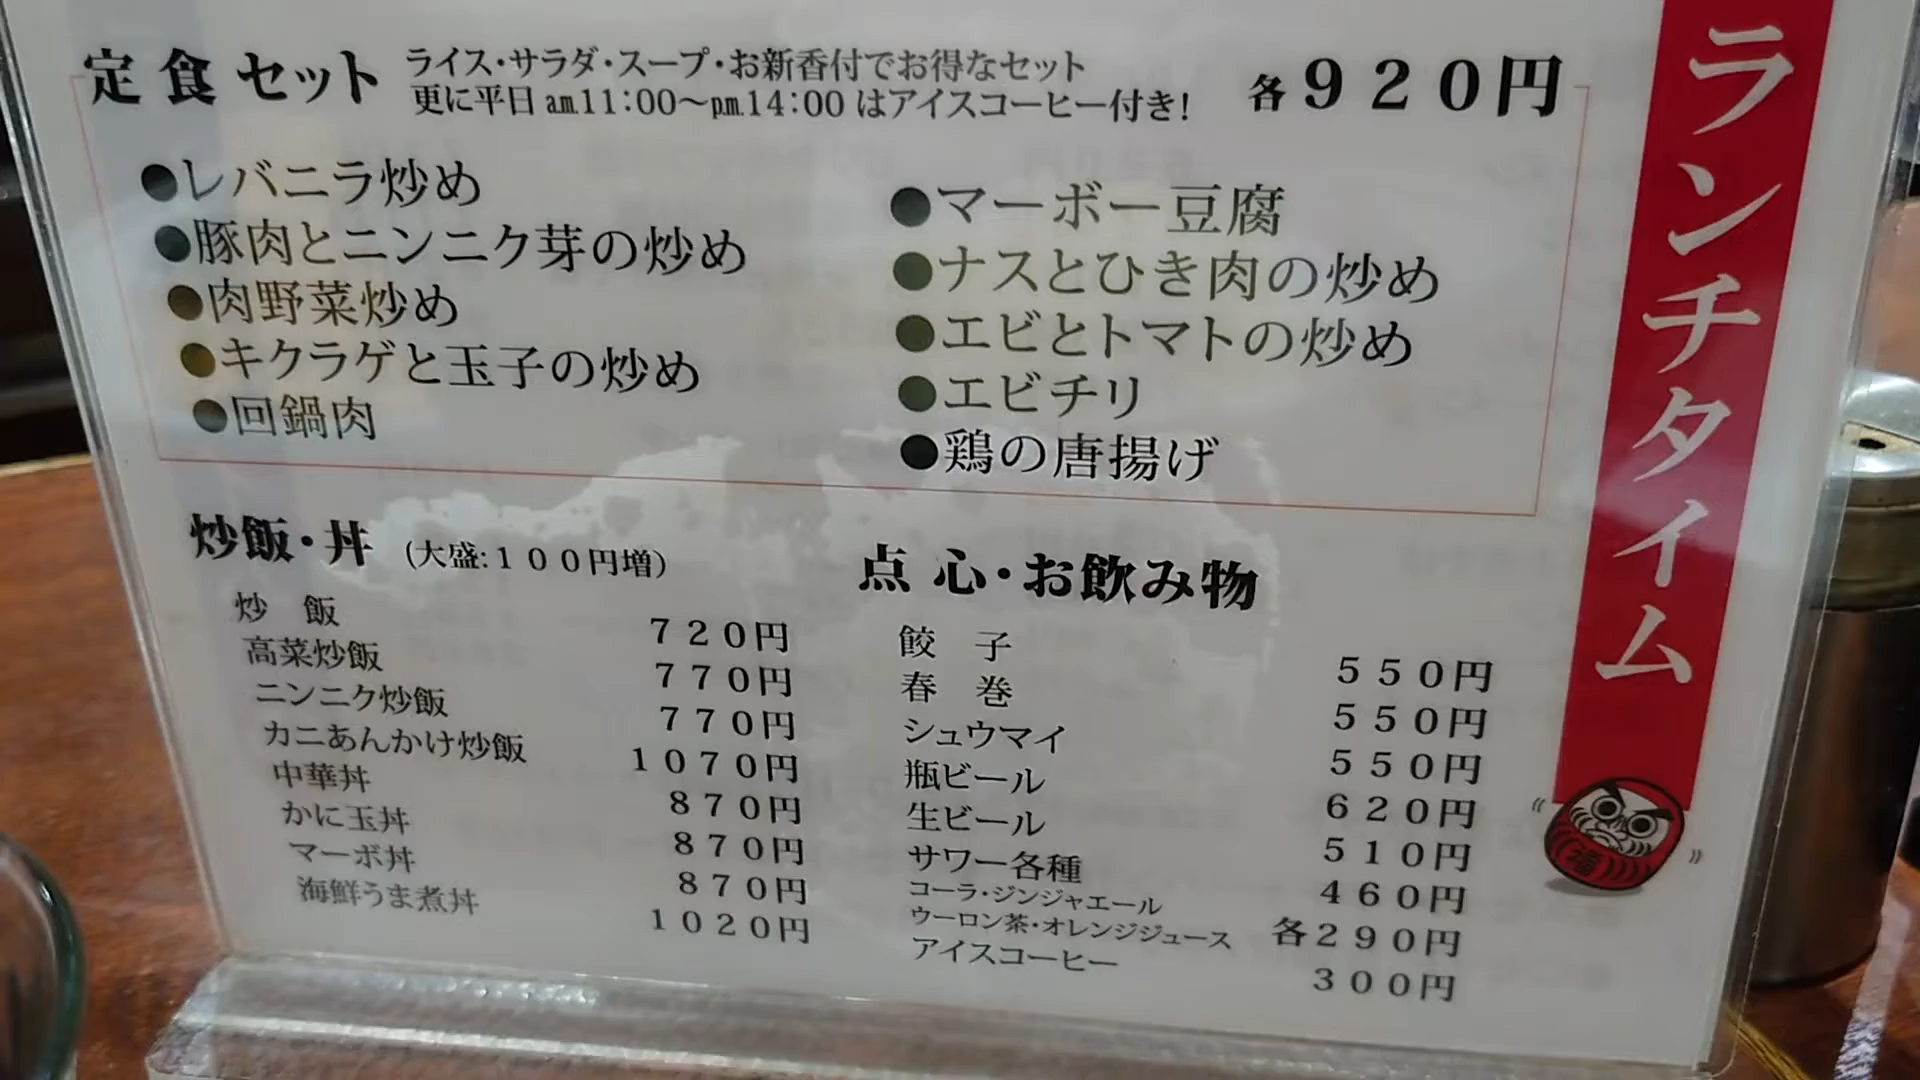 ランチタイム
定食セット ライス・サラダ・スープ・お新香付でお得なセット
更に平日am.11:00～pm.14:00はアイスコーヒー付き!
各920円
●レバニラ炒め
●豚肉とニンニク芽の炒め
●肉野菜炒め
●キクラゲと玉子の炒め
●回鍋肉
●マーボー豆腐
●ナスとひき肉の炒め
●エビとトマトの炒め
●エビチリ
●鶏の唐揚げ
炒飯・丼 (大盛:100円増)
炒 飯 720円
高菜炒飯 770円
ニンニク炒飯 770円
カニあんかけ炒飯 1070円
中華丼 870円
かに玉丼 870円
マーボ丼 870円
海鮮うま煮丼 1020円
点心・お飲み物
餃 子 550円
春 巻 550円
シュウマイ 550円
瓶ビール 620円
生ビール 510円
サワー各種 460円
コーラ・ジンジャエール
ウーロン茶・オレンジジュース 各290円
アイスコーヒー 300円
福